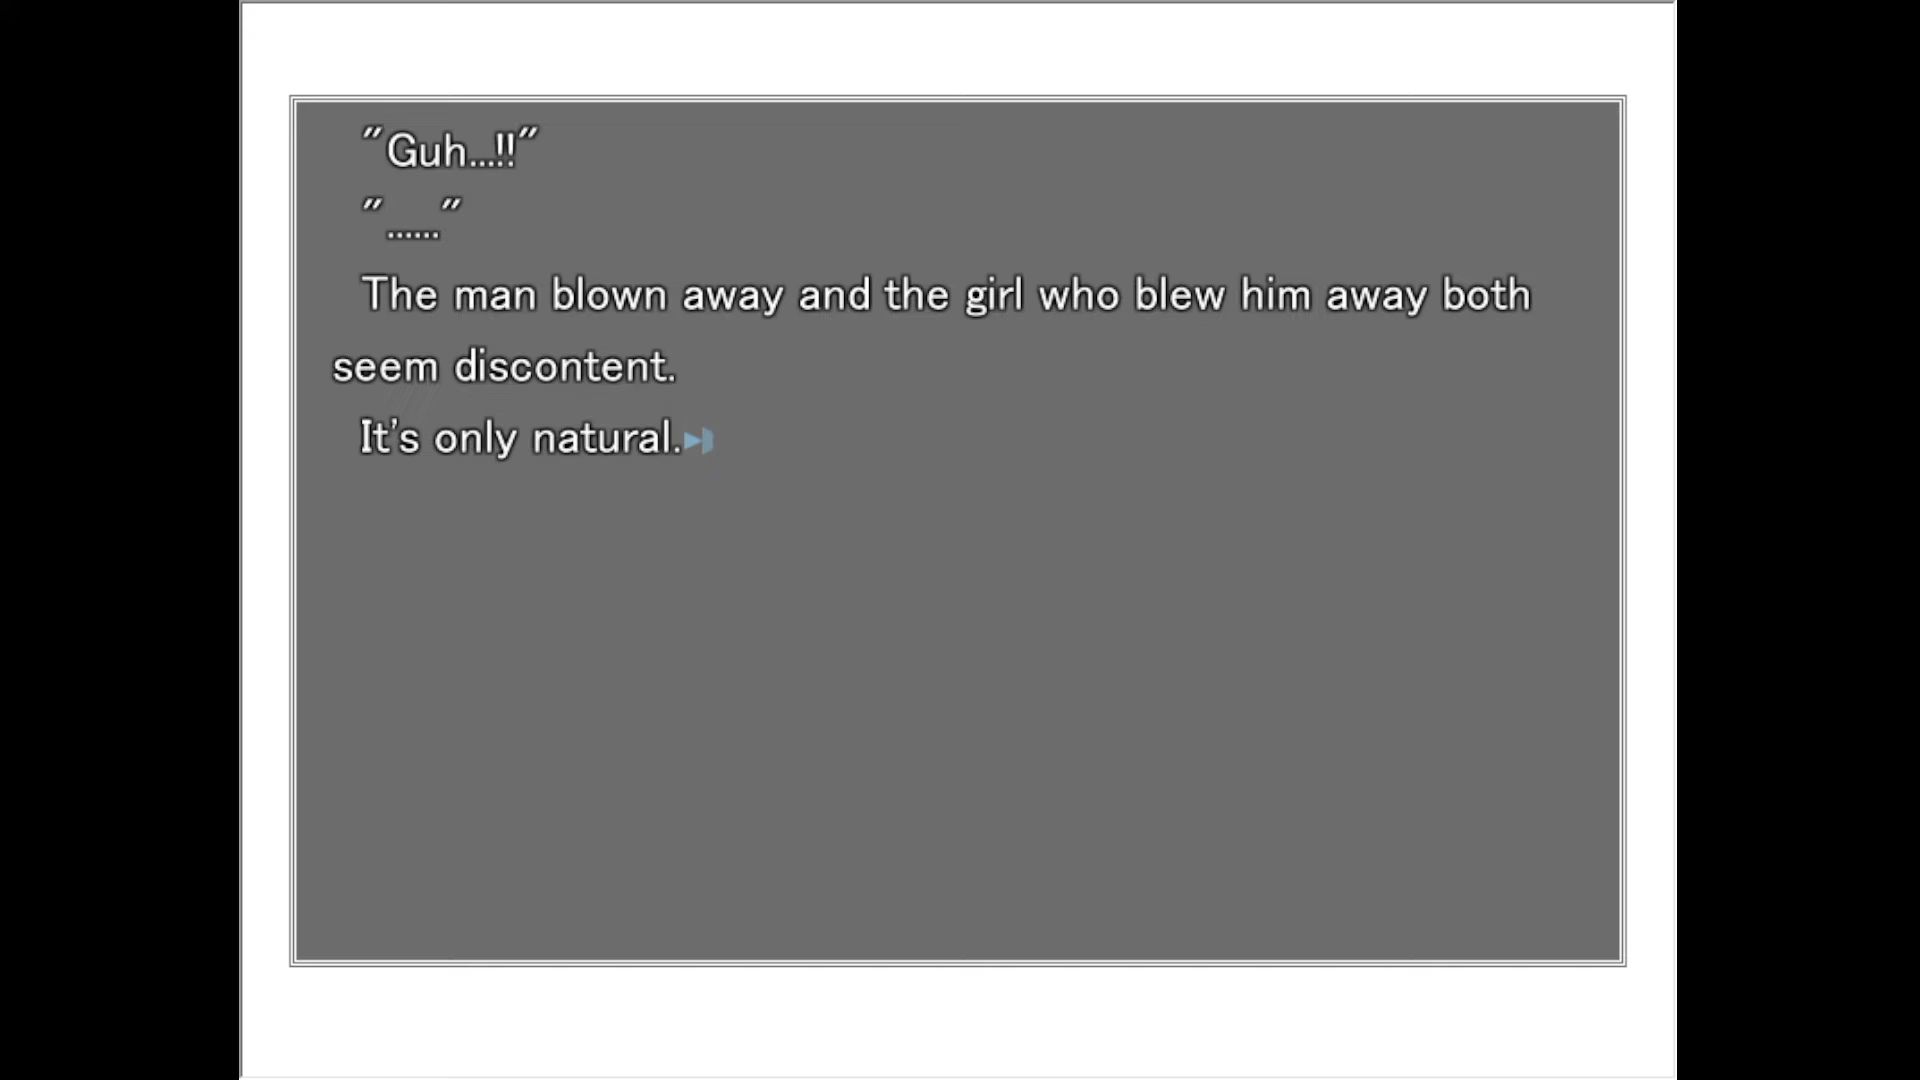 "Guh...!!"
"......"
The man blown away and the girl who blew him away both
seem discontent.
It's only natural.